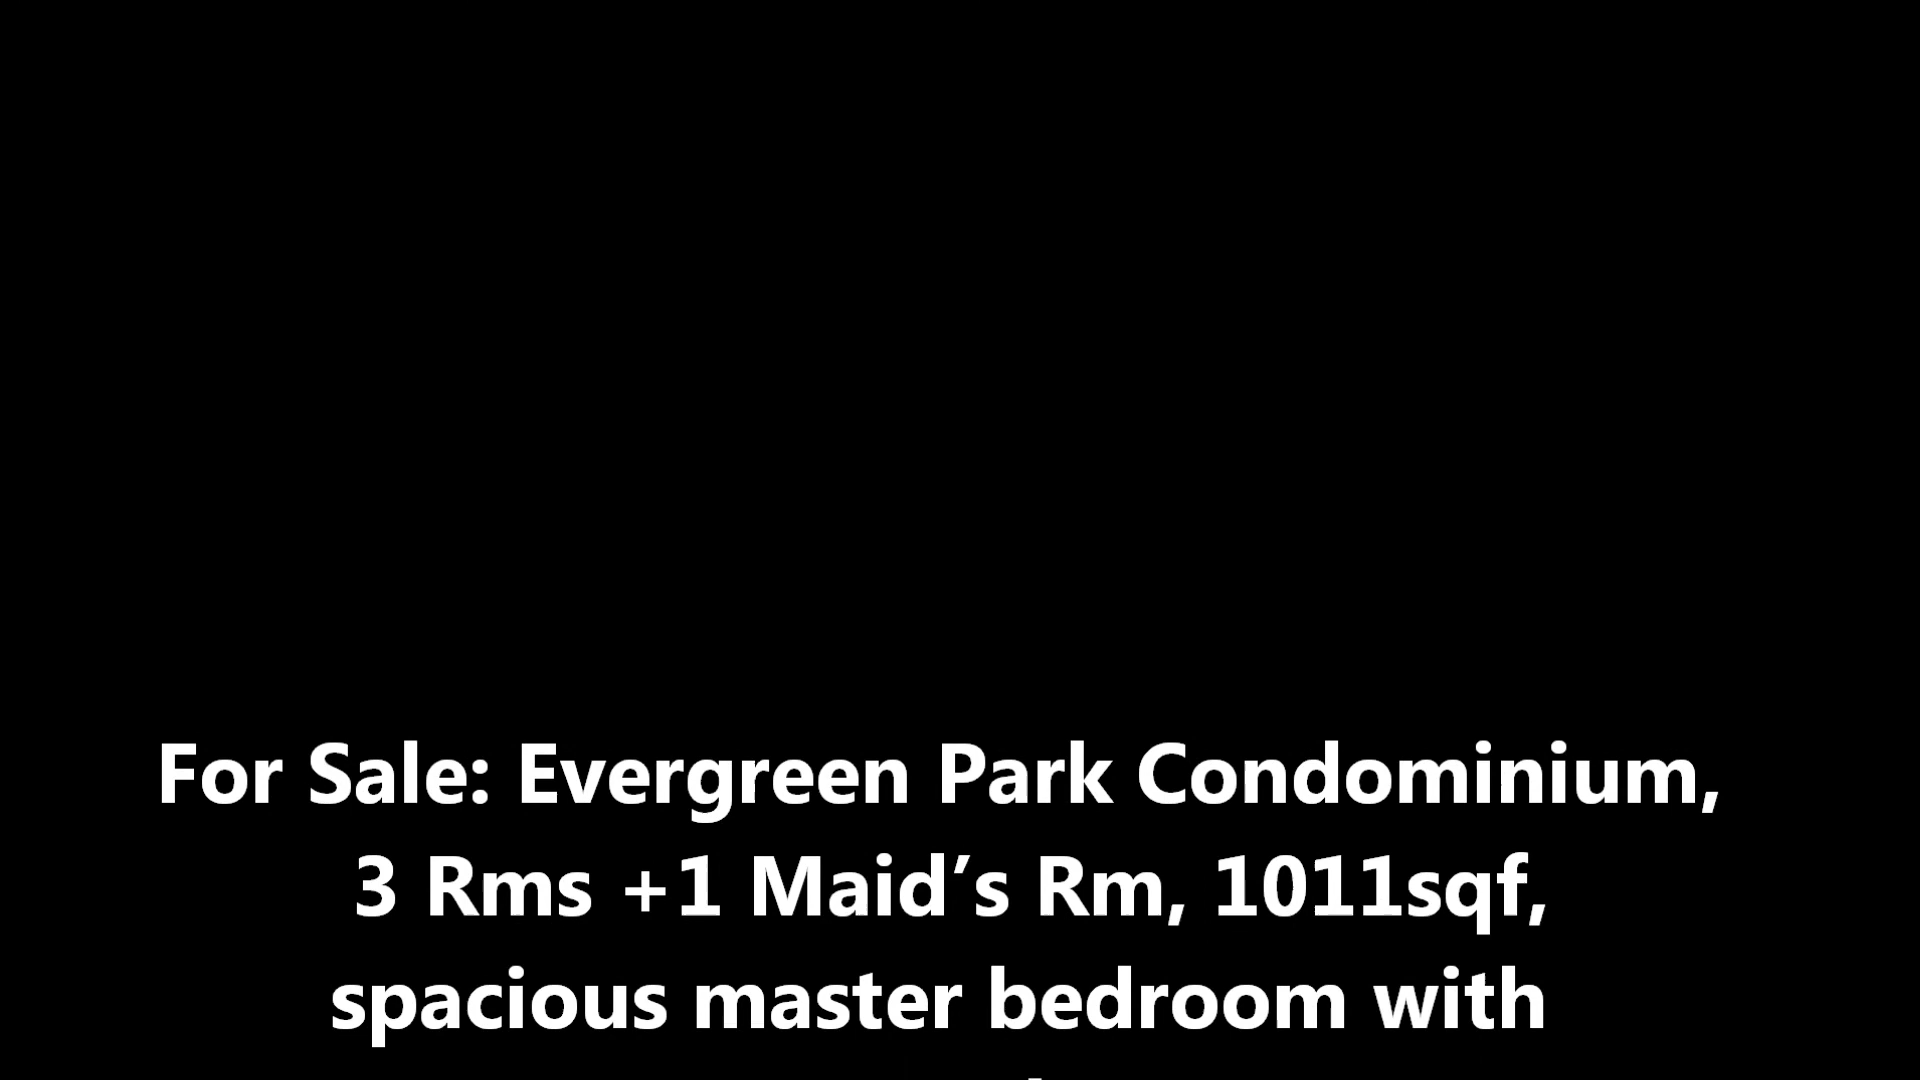 For Sale: Evergreen Park Condominium,
3 Rms +1 Maid’s Rm, 1011sqf,
spacious master bedroom with